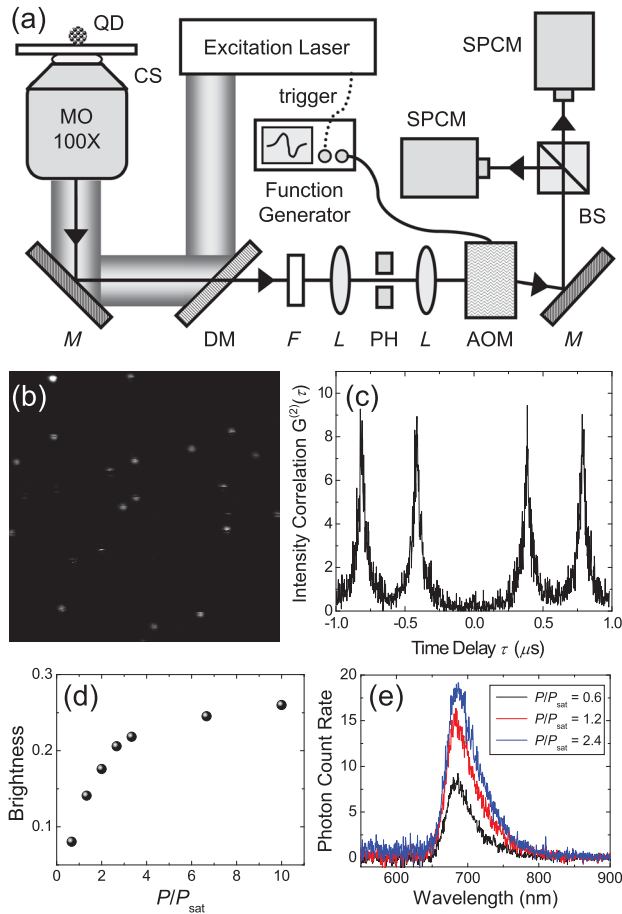 (a)
QD
CS
MO
100X
Excitation Laser
trigger
Function
Generator
SPCM
SPCM
BS
M
DM
F
L
PH
L
AOM
M
(b)
(c)
Intensity Correlation G⁽²⁾(τ)
10
8
6
4
2
0
-1.0
-0.5
0.0
0.5
1.0
Time Delay τ (μs)
(d)
Brightness
0.3
0.2
0.1
0
2
4
6
8
10
P/Psat
(e)
Photon Count Rate
20
15
10
5
0
P/Psat = 0.6
P/Psat = 1.2
P/Psat = 2.4
600
700
800
900
Wavelength (nm)